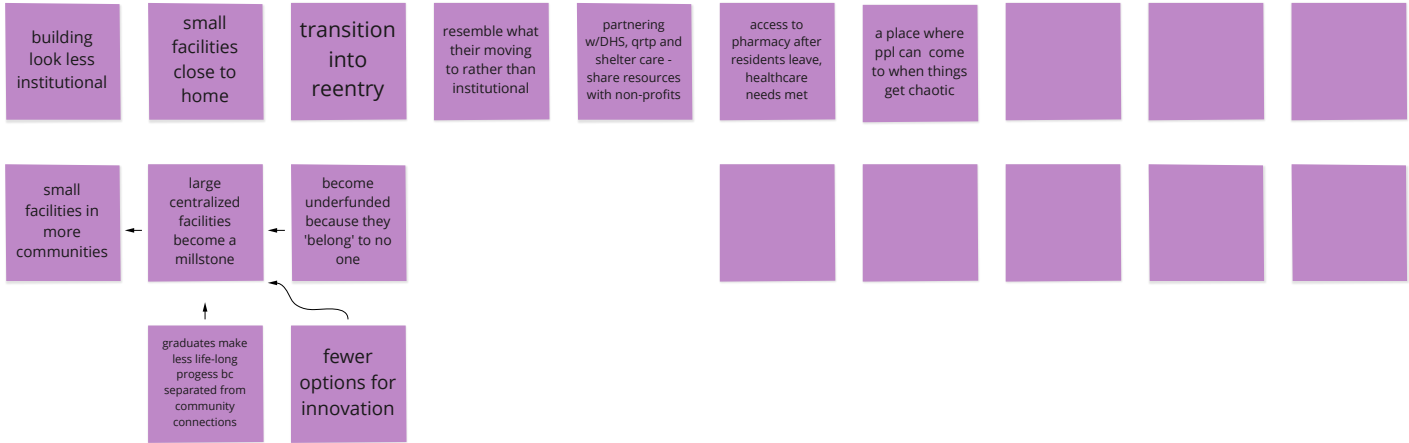 building
look less
institutional
small
facilities
close to
home
transition
into
reentry
resemble what
their moving
to rather than
institutional
partnering
w/DHS, qrtp and
shelter care -
share resources
with non-profits
access to
pharmacy after
residents leave,
healthcare
needs met
a place where
ppl can  come
to when things
get chaotic
small
facilities in
more
communities
large
centralized
facilities
become a
millstone
become
underfunded
because they
'belong' to no
one
graduates make
less life-long
progess bc
separated from
community
connections
fewer
options for
innovation